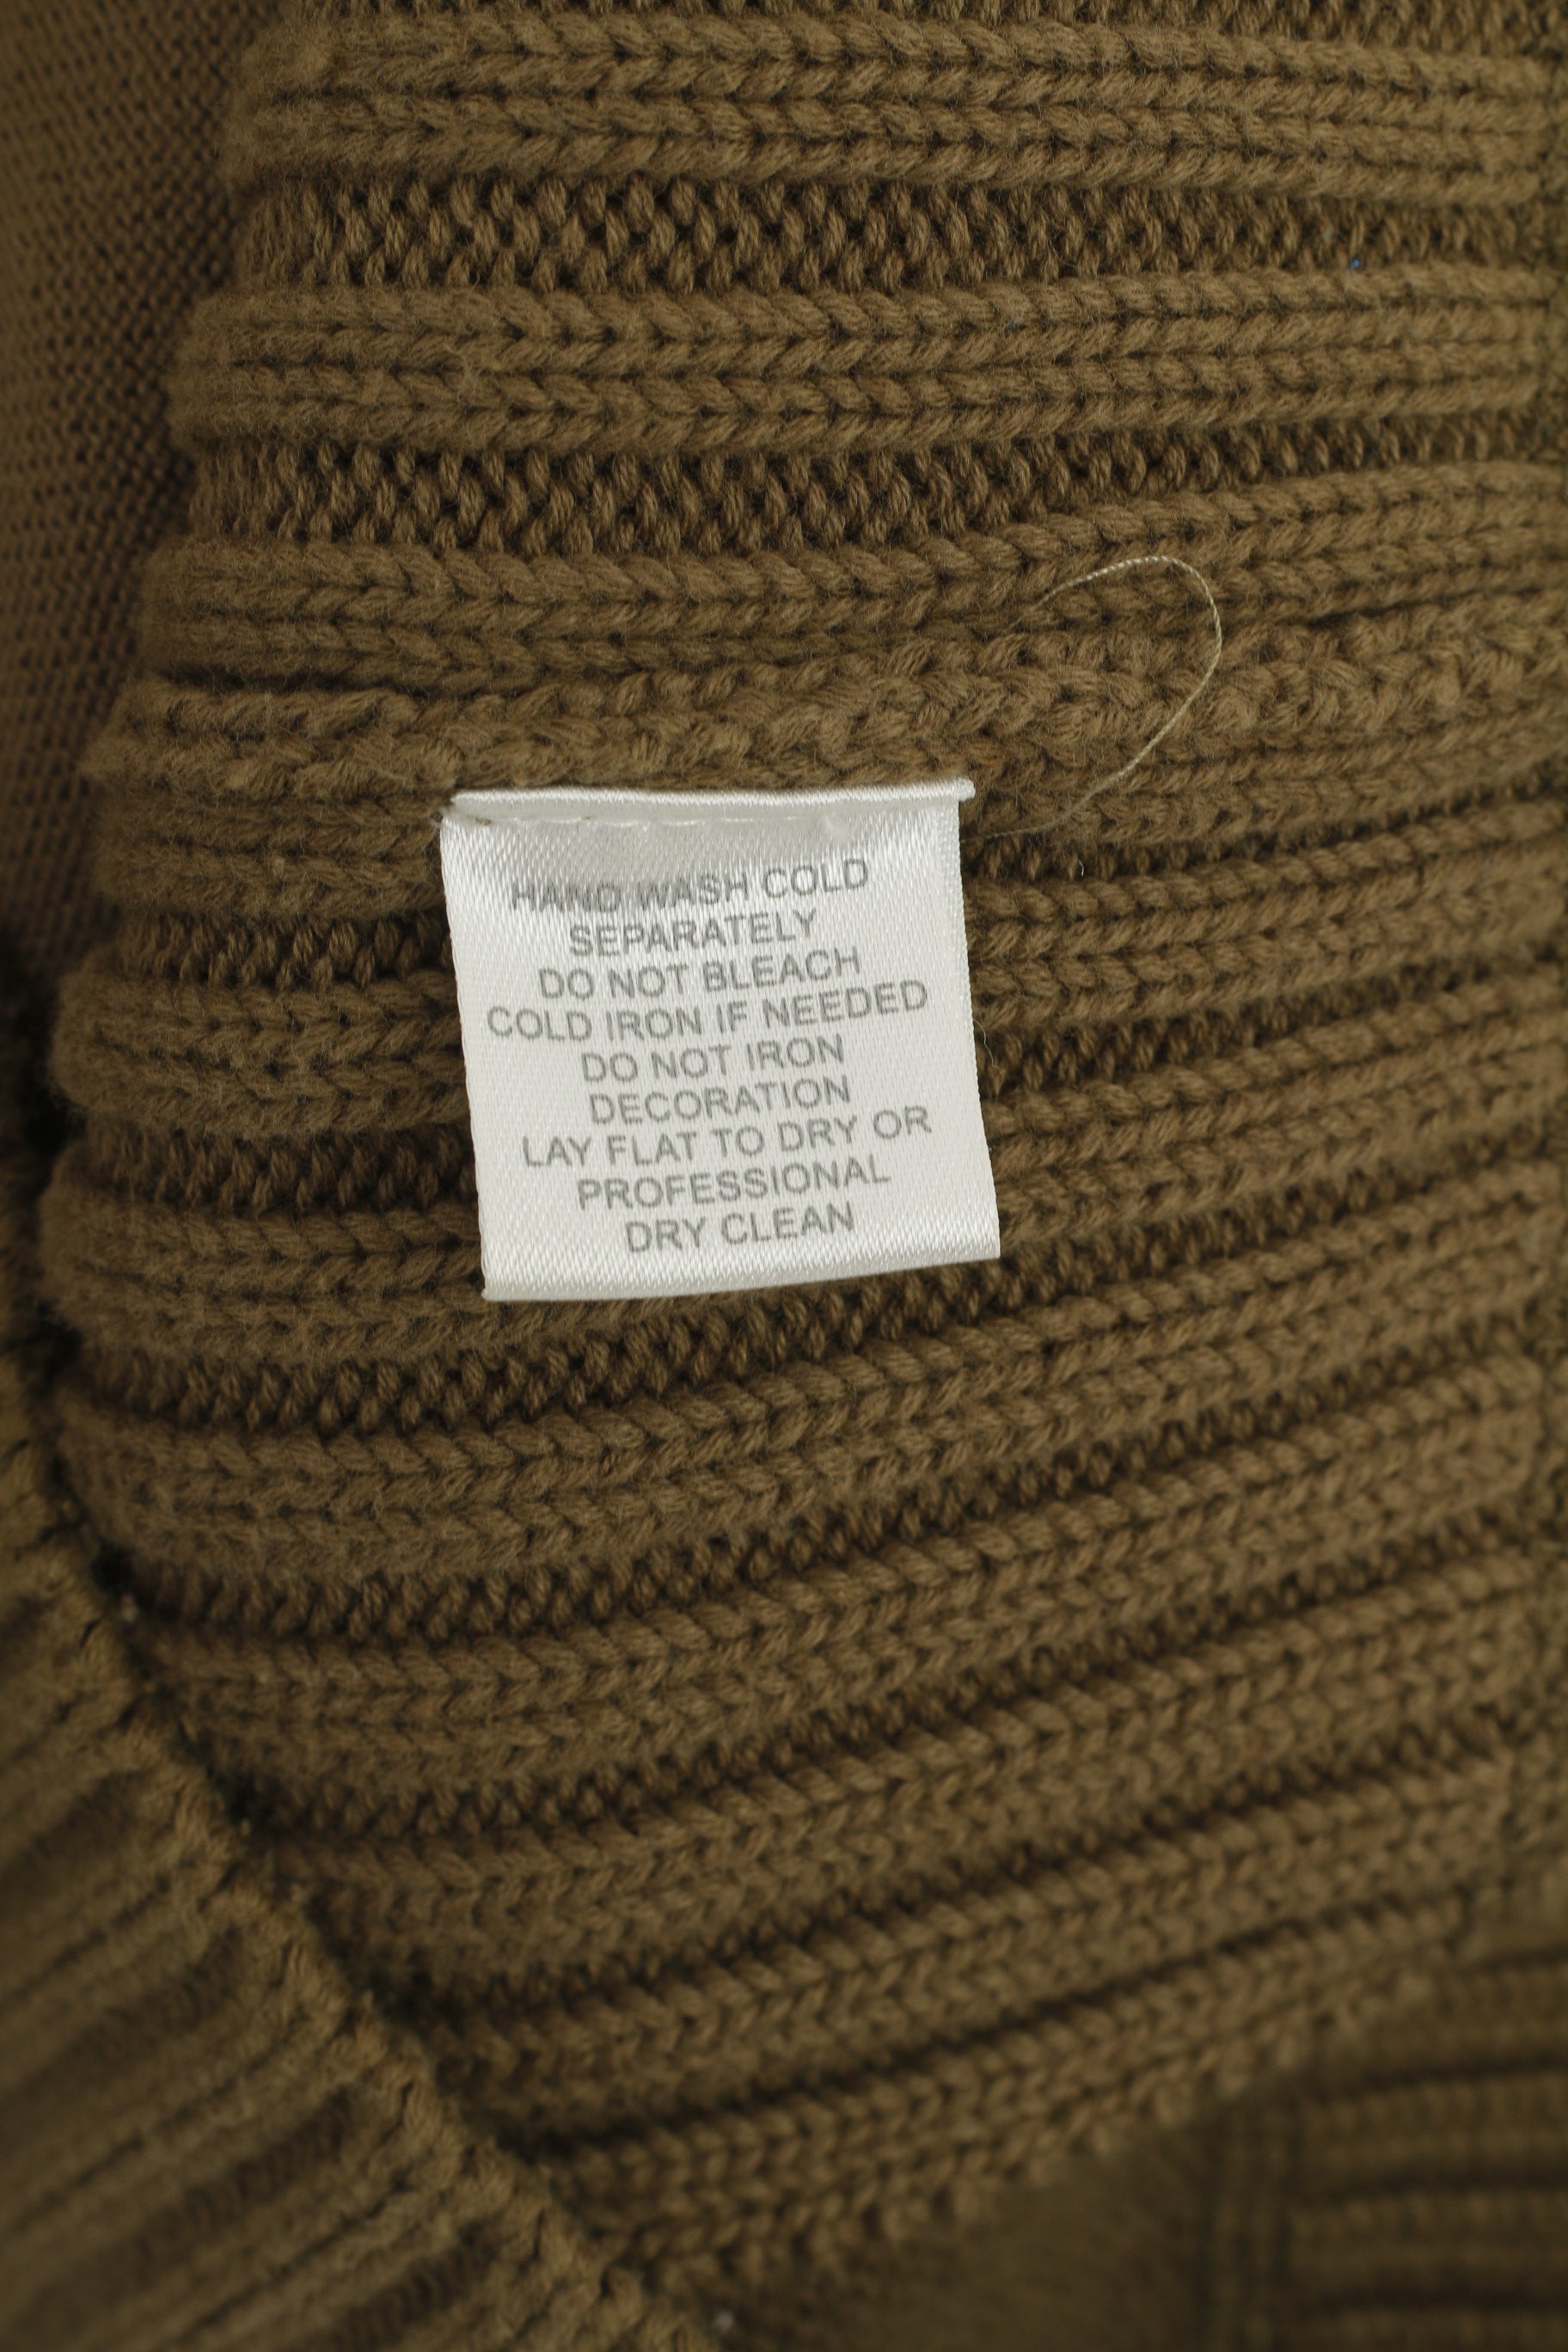 HAND WASH COLD
SEPARATELY
DO NOT BLEACH
COLD IRON IF NEEDED
DO NOT IRON
DECORATION
LAY FLAT TO DRY OR
PROFESSIONAL
DRY CLEAN